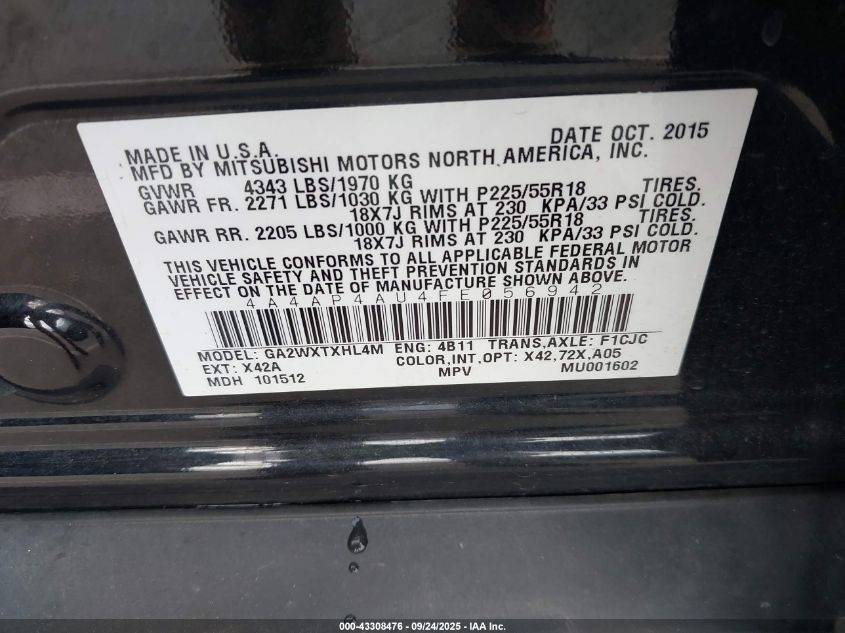 MADE IN U.S.A. DATE OCT. 2015
MFD BY MITSUBISHI MOTORS NORTH AMERICA, INC.
GVWR 4343 LBS/1970 KG
GAWR FR. 2271 LBS/1030 KG WITH P225/55R18 TIRES.
18X7J RIMS AT 230 KPA/33 PSI COLD.
GAWR RR. 2205 LBS/1000 KG WITH P225/55R18 TIRES.
18X7J RIMS AT 230 KPA/33 PSI COLD.
THIS VEHICLE CONFORMS TO ALL APPLICABLE FEDERAL MOTOR
VEHICLE SAFETY AND THEFT PREVENTION STANDARDS IN
EFFECT ON THE DATE OF MANUFACTURE SHOWN ABOVE.
4A4AP4AU4FE056942
MODEL: GA2WXTXHL4M ENG: 4B11 TRANS,AXLE: F1CJC
EXT: X42A COLOR,INT,OPT: X42,72X,A05
MDH 101512 MPV MU001602
000-43308476 - 09/24/2025 - IAA Inc.